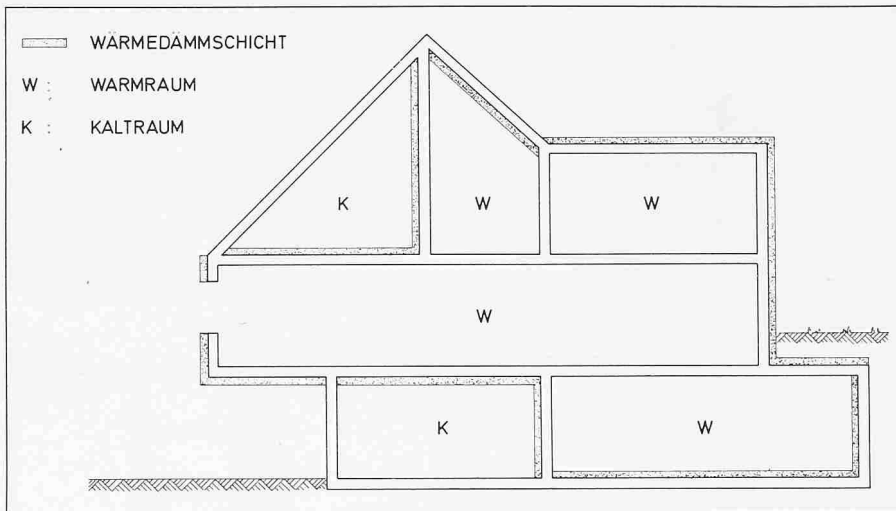 WÄRMEDÄMMSCHICHT
W : WARMRAUM
K : KALTRAUM
K W W
W
K W